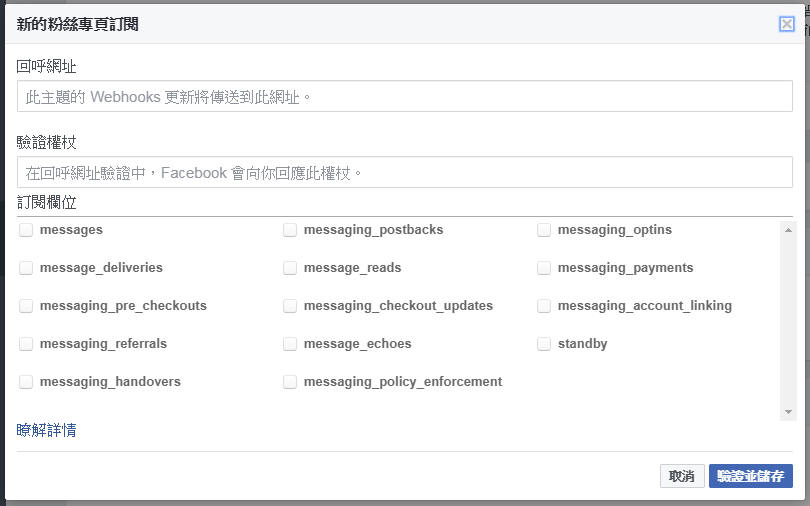 新的粉絲專頁訂閱
回呼網址
此主題的 Webhooks 更新將傳送到此網址。
驗證權杖
在回呼網址驗證中，Facebook 會向你回應此權杖。
訂閱欄位
messages messaging_postbacks messaging_optins
message_deliveries message_reads messaging_payments
messaging_pre_checkouts messaging_checkout_updates messaging_account_linking
messaging_referrals message_echoes standby
messaging_handovers messaging_policy_enforcement
瞭解詳情
取消 驗證並儲存